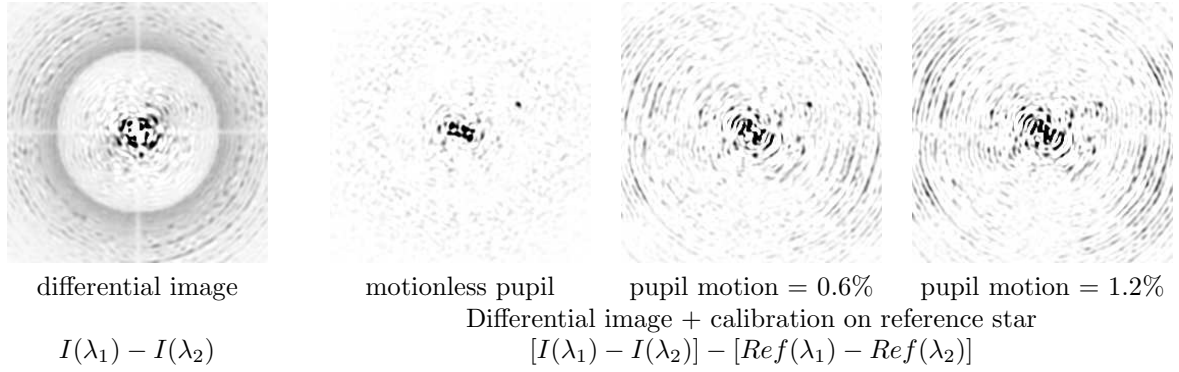 differential image
motionless pupil
pupil motion = 0.6%
pupil motion = 1.2%
Differential image + calibration on reference star
I(λ₁) − I(λ₂)
[I(λ₁) − I(λ₂)] − [Ref(λ₁) − Ref(λ₂)]